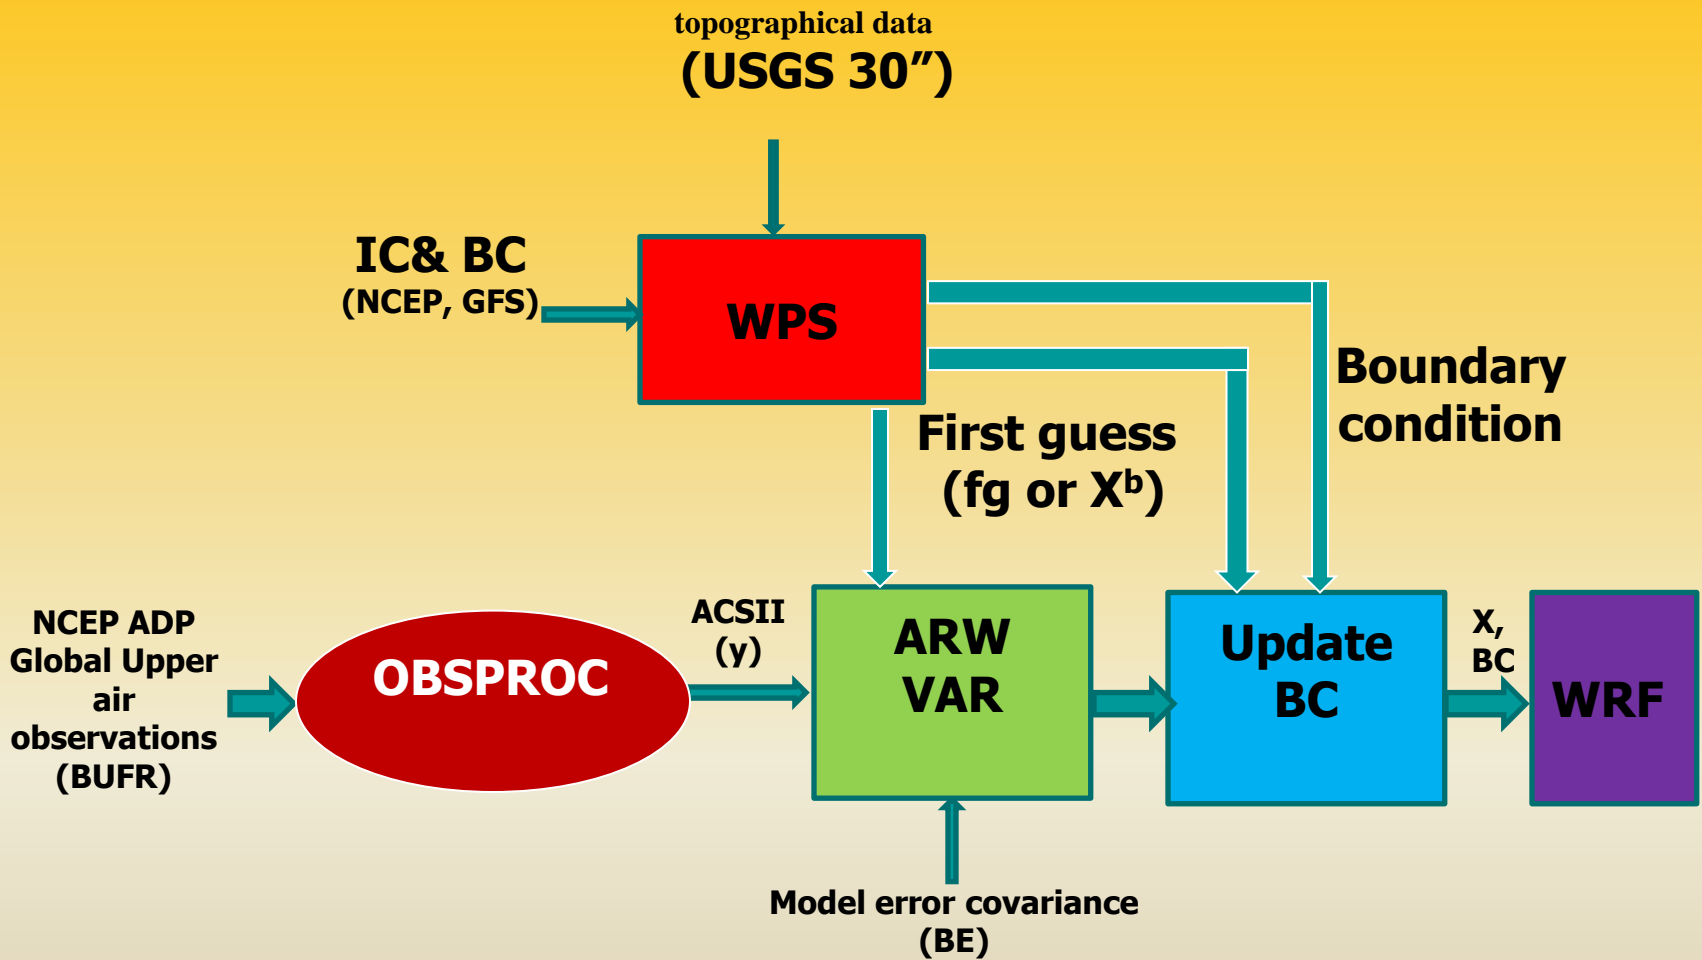 topographical data
(USGS 30″)
IC& BC
(NCEP, GFS)
WPS
Boundary
condition
First guess
(fg or Xᵇ)
NCEP ADP
Global Upper
air
observations
(BUFR)
OBSPROC
ACSII
(y)
ARW
VAR
Update
BC
X,
BC
WRF
Model error covariance
(BE)